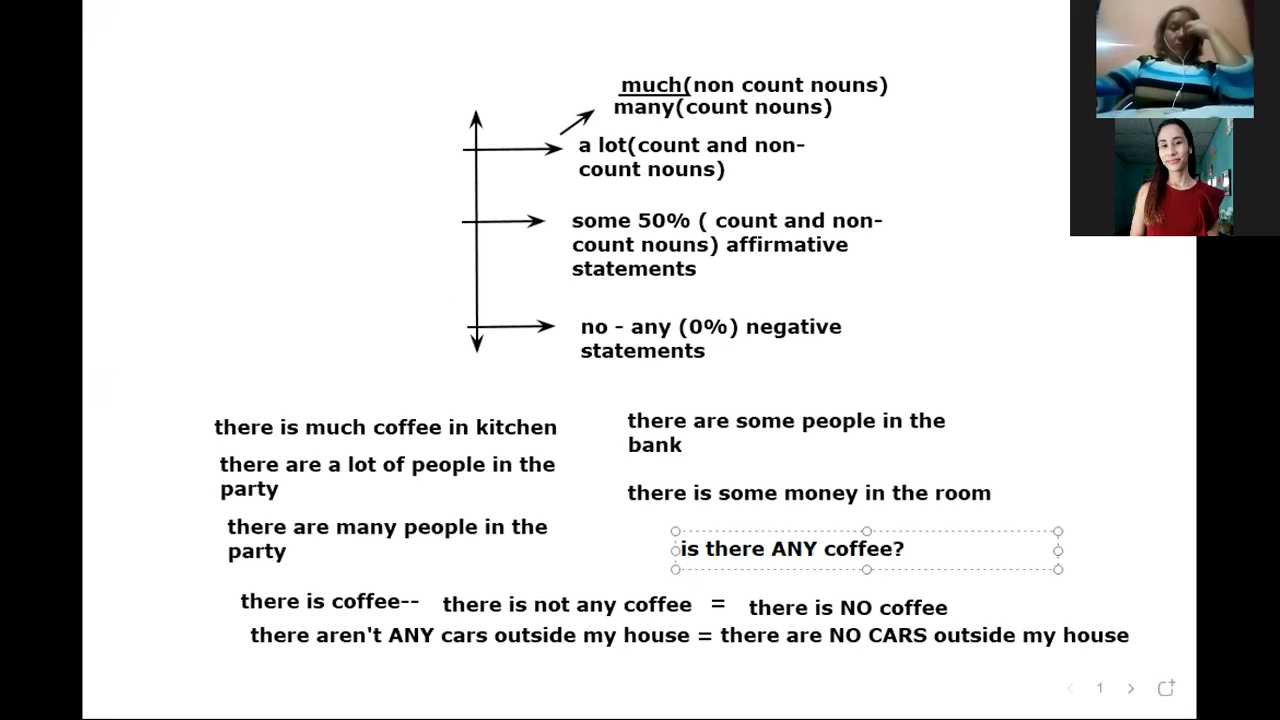 much(non count nouns)
many(count nouns)
a lot(count and non-
count nouns)
some 50% ( count and non-
count nouns) affirmative
statements
no - any (0%) negative
statements
there is much coffee in kitchen
there are a lot of people in the
party
there are many people in the
party
there are some people in the
bank
there is some money in the room
is there ANY coffee?
there is coffee-- there is not any coffee = there is NO coffee
there aren't ANY cars outside my house = there are NO CARS outside my house
1